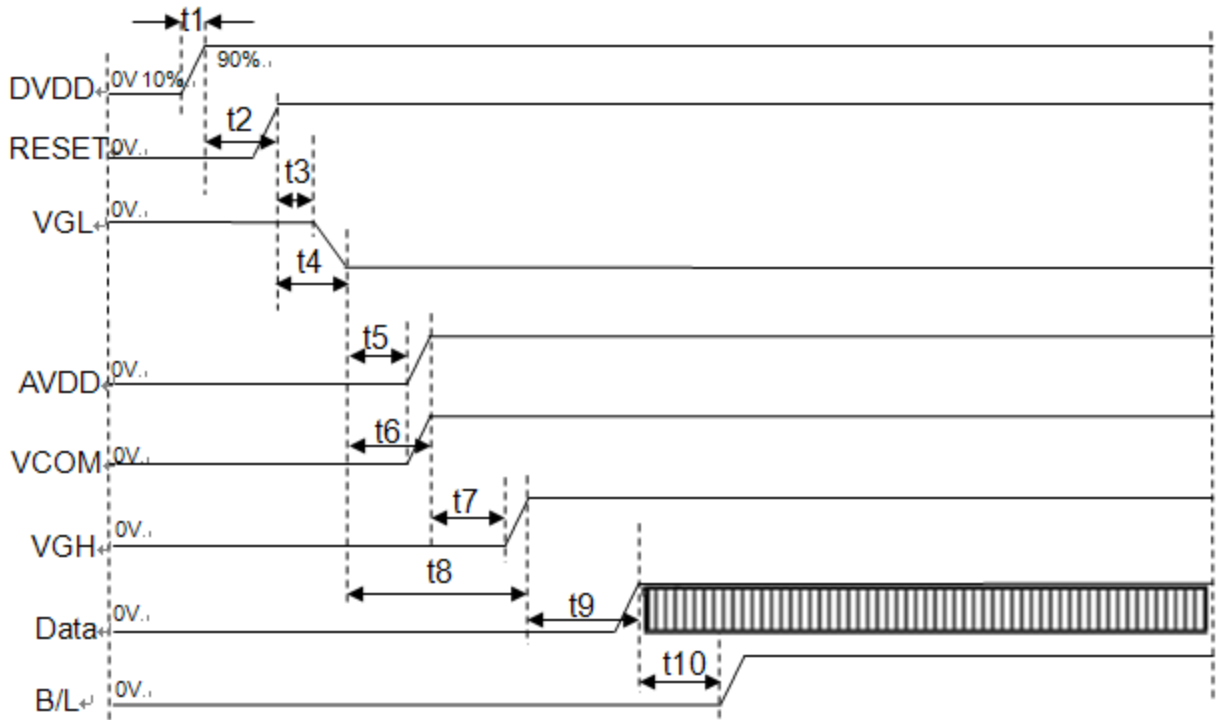 t1
DVDD 0V 10% 90%
t2
RESET 0V
t3
VGL 0V
t4
t5
AVDD 0V
t6
VCOM 0V
t7
VGH 0V
t8
t9
Data 0V
t10
B/L 0V